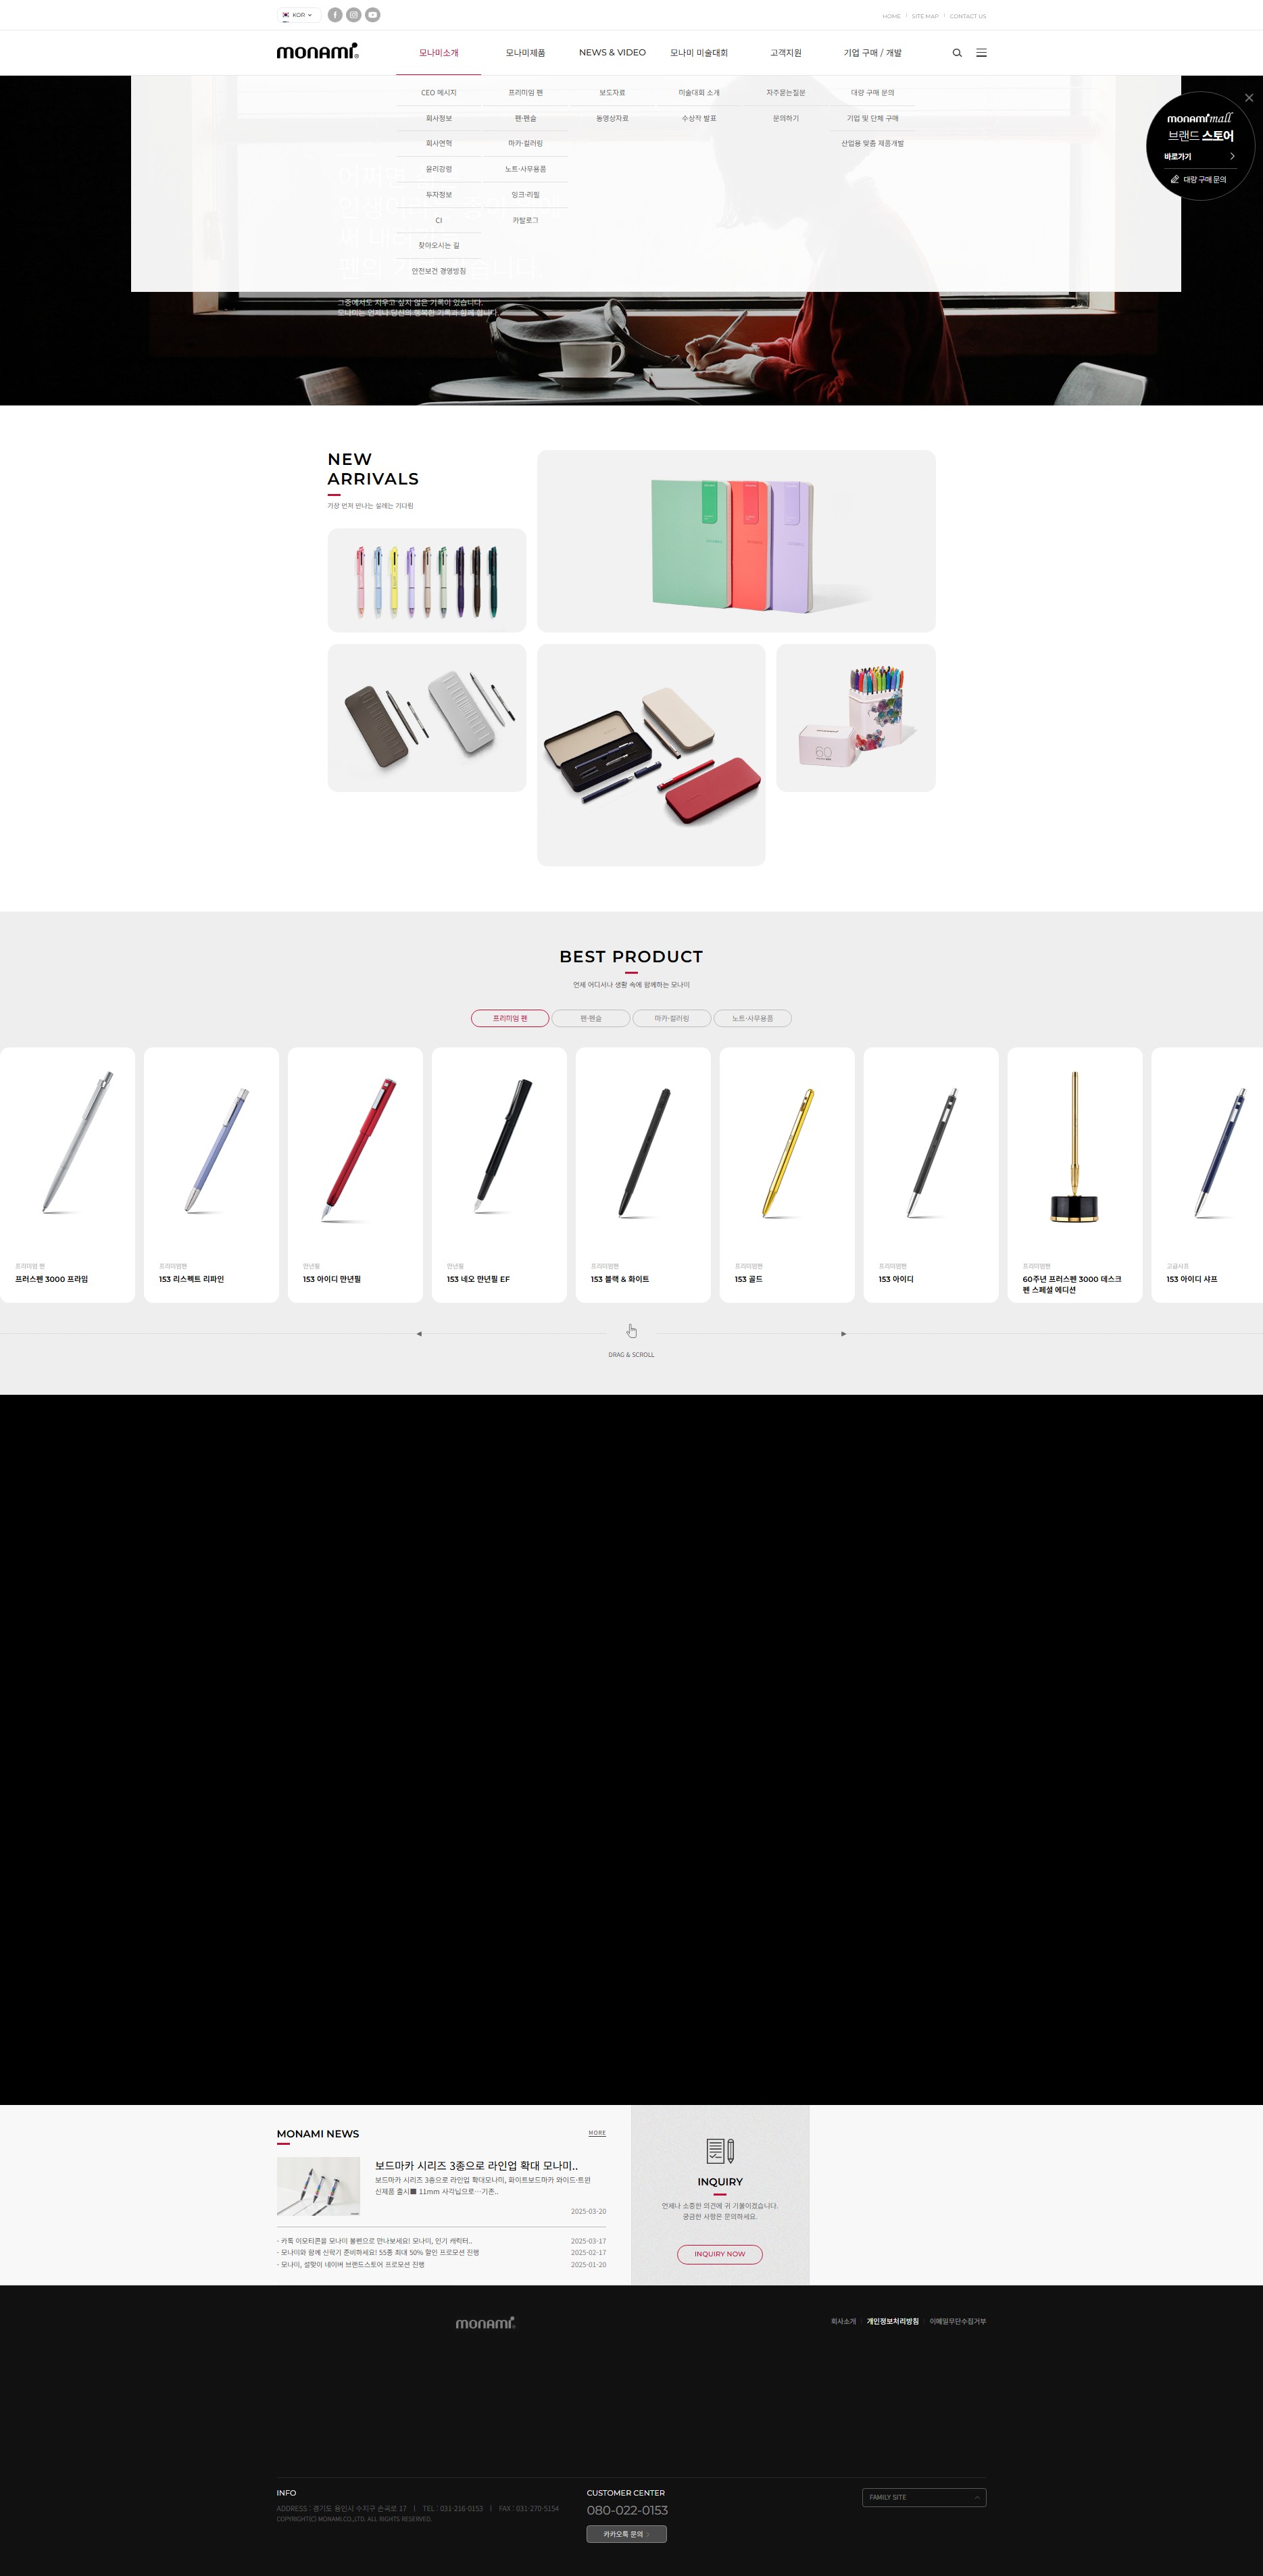 KOR
HOME
SITE MAP
CONTACT US
monami
모나미소개
모나미제품
NEWS & VIDEO
모나미 미술대회
고객지원
기업 구매 / 개발
CEO 메시지
프리미엄 펜
보도자료
미술대회 소개
자주묻는질문
대량 구매 문의
회사정보
펜·펜슬
동영상자료
수상작 발표
문의하기
기업 및 단체 구매
회사연혁
마카·컬러링
산업용 맞춤 제품개발
윤리강령
노트·사무용품
투자정보
잉크·리필
CI
카탈로그
찾아오시는 길
안전보건 경영방침
monami mall
브랜드 스토어
바로가기
대량 구매 문의
그중에서도 지우고 싶지 않은 기록이 있습니다.
모나미는 언제나 당신의 행복한 기록과 함께 합니다.
NEW
ARRIVALS
가장 먼저 만나는 설레는 기다림
60
BEST PRODUCT
언제 어디서나 생활 속에 함께하는 모나미
프리미엄 펜
펜·펜슬
마카·컬러링
노트·사무용품
프리미엄 펜
프러스펜 3000 프라임
프리미엄펜
153 리스펙트 리파인
만년필
153 아이디 만년필
만년필
153 네오 만년필 EF
프리미엄펜
153 블랙 & 화이트
프리미엄펜
153 골드
프리미엄펜
153 아이디
프리미엄펜
60주년 프러스펜 3000 데스크
펜 스페셜 에디션
고급샤프
153 아이디 샤프
DRAG & SCROLL
MONAMI NEWS
MORE
보드마카 시리즈 3종으로 라인업 확대 모나미..
보드마카 시리즈 3종으로 라인업 확대모나미, 화이트보드마카 와이드·트윈
신제품 출시■ 11mm 사각닙으로…기존..
2025-03-20
· 카톡 이모티콘을 모나미 볼펜으로 만나보세요! 모나미, 인기 캐릭터..
2025-03-17
· 모나미와 함께 신학기 준비하세요! 55종 최대 50% 할인 프로모션 진행
2025-02-17
· 모나미, 설맞이 네이버 브랜드스토어 프로모션 진행
2025-01-20
INQUIRY
언제나 소중한 의견에 귀 기울이겠습니다.
궁금한 사항은 문의하세요.
INQUIRY NOW
monami
회사소개
개인정보처리방침
이메일무단수집거부
INFO
ADDRESS : 경기도 용인시 수지구 손곡로 17 | TEL : 031-216-0153 | FAX : 031-270-5154
COPYRIGHT(C) MONAMI.CO.,LTD. ALL RIGHTS RESERVED.
CUSTOMER CENTER
080-022-0153
카카오톡 문의
FAMILY SITE